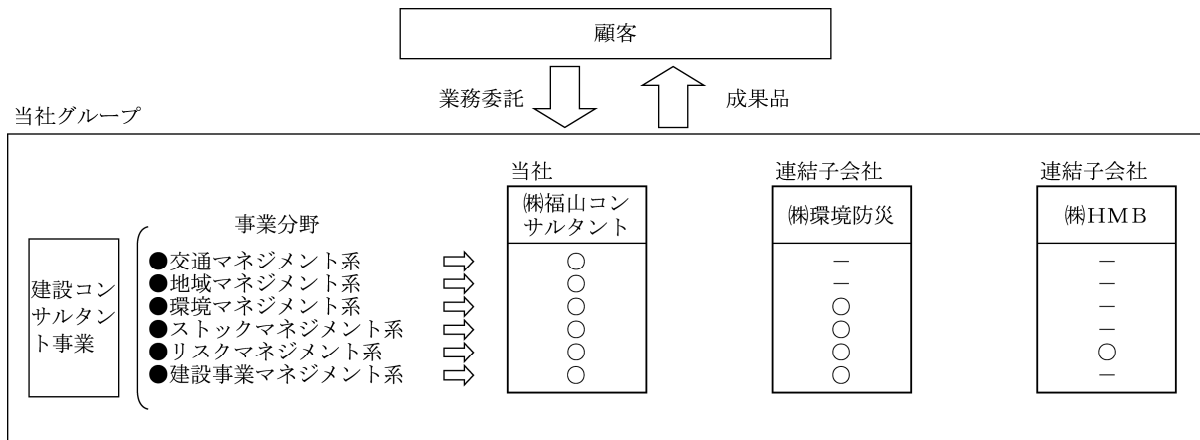 顧客
業務委託
成果品
当社グループ
当社
連結子会社
連結子会社
㈱福山コン
サルタント
㈱環境防災
㈱HMB
事業分野
建設コン
サルタン
ト事業
●交通マネジメント系 ○ － －
●地域マネジメント系 ○ － －
●環境マネジメント系 ○ ○ －
●ストックマネジメント系 ○ ○ －
●リスクマネジメント系 ○ ○ ○
●建設事業マネジメント系 ○ ○ －